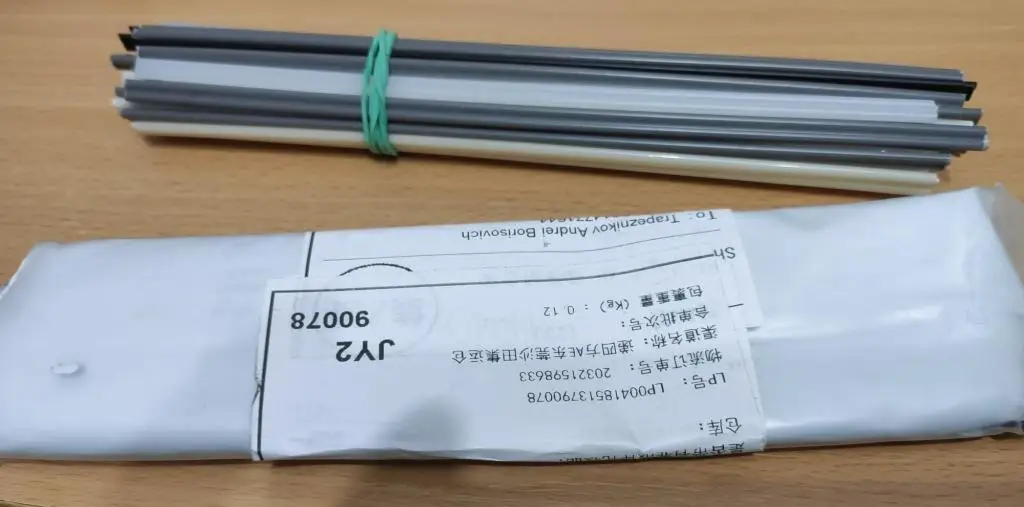 仓库：
LP号：LP00418513790078
物流订单号：20321598633
渠道名称：递四方AE东莞沙田集运仓
合单批次号：
包裹重量 (Kg)：0.12
JY2
90078
Sh
To: Trapeznikov Andrei Borisovich